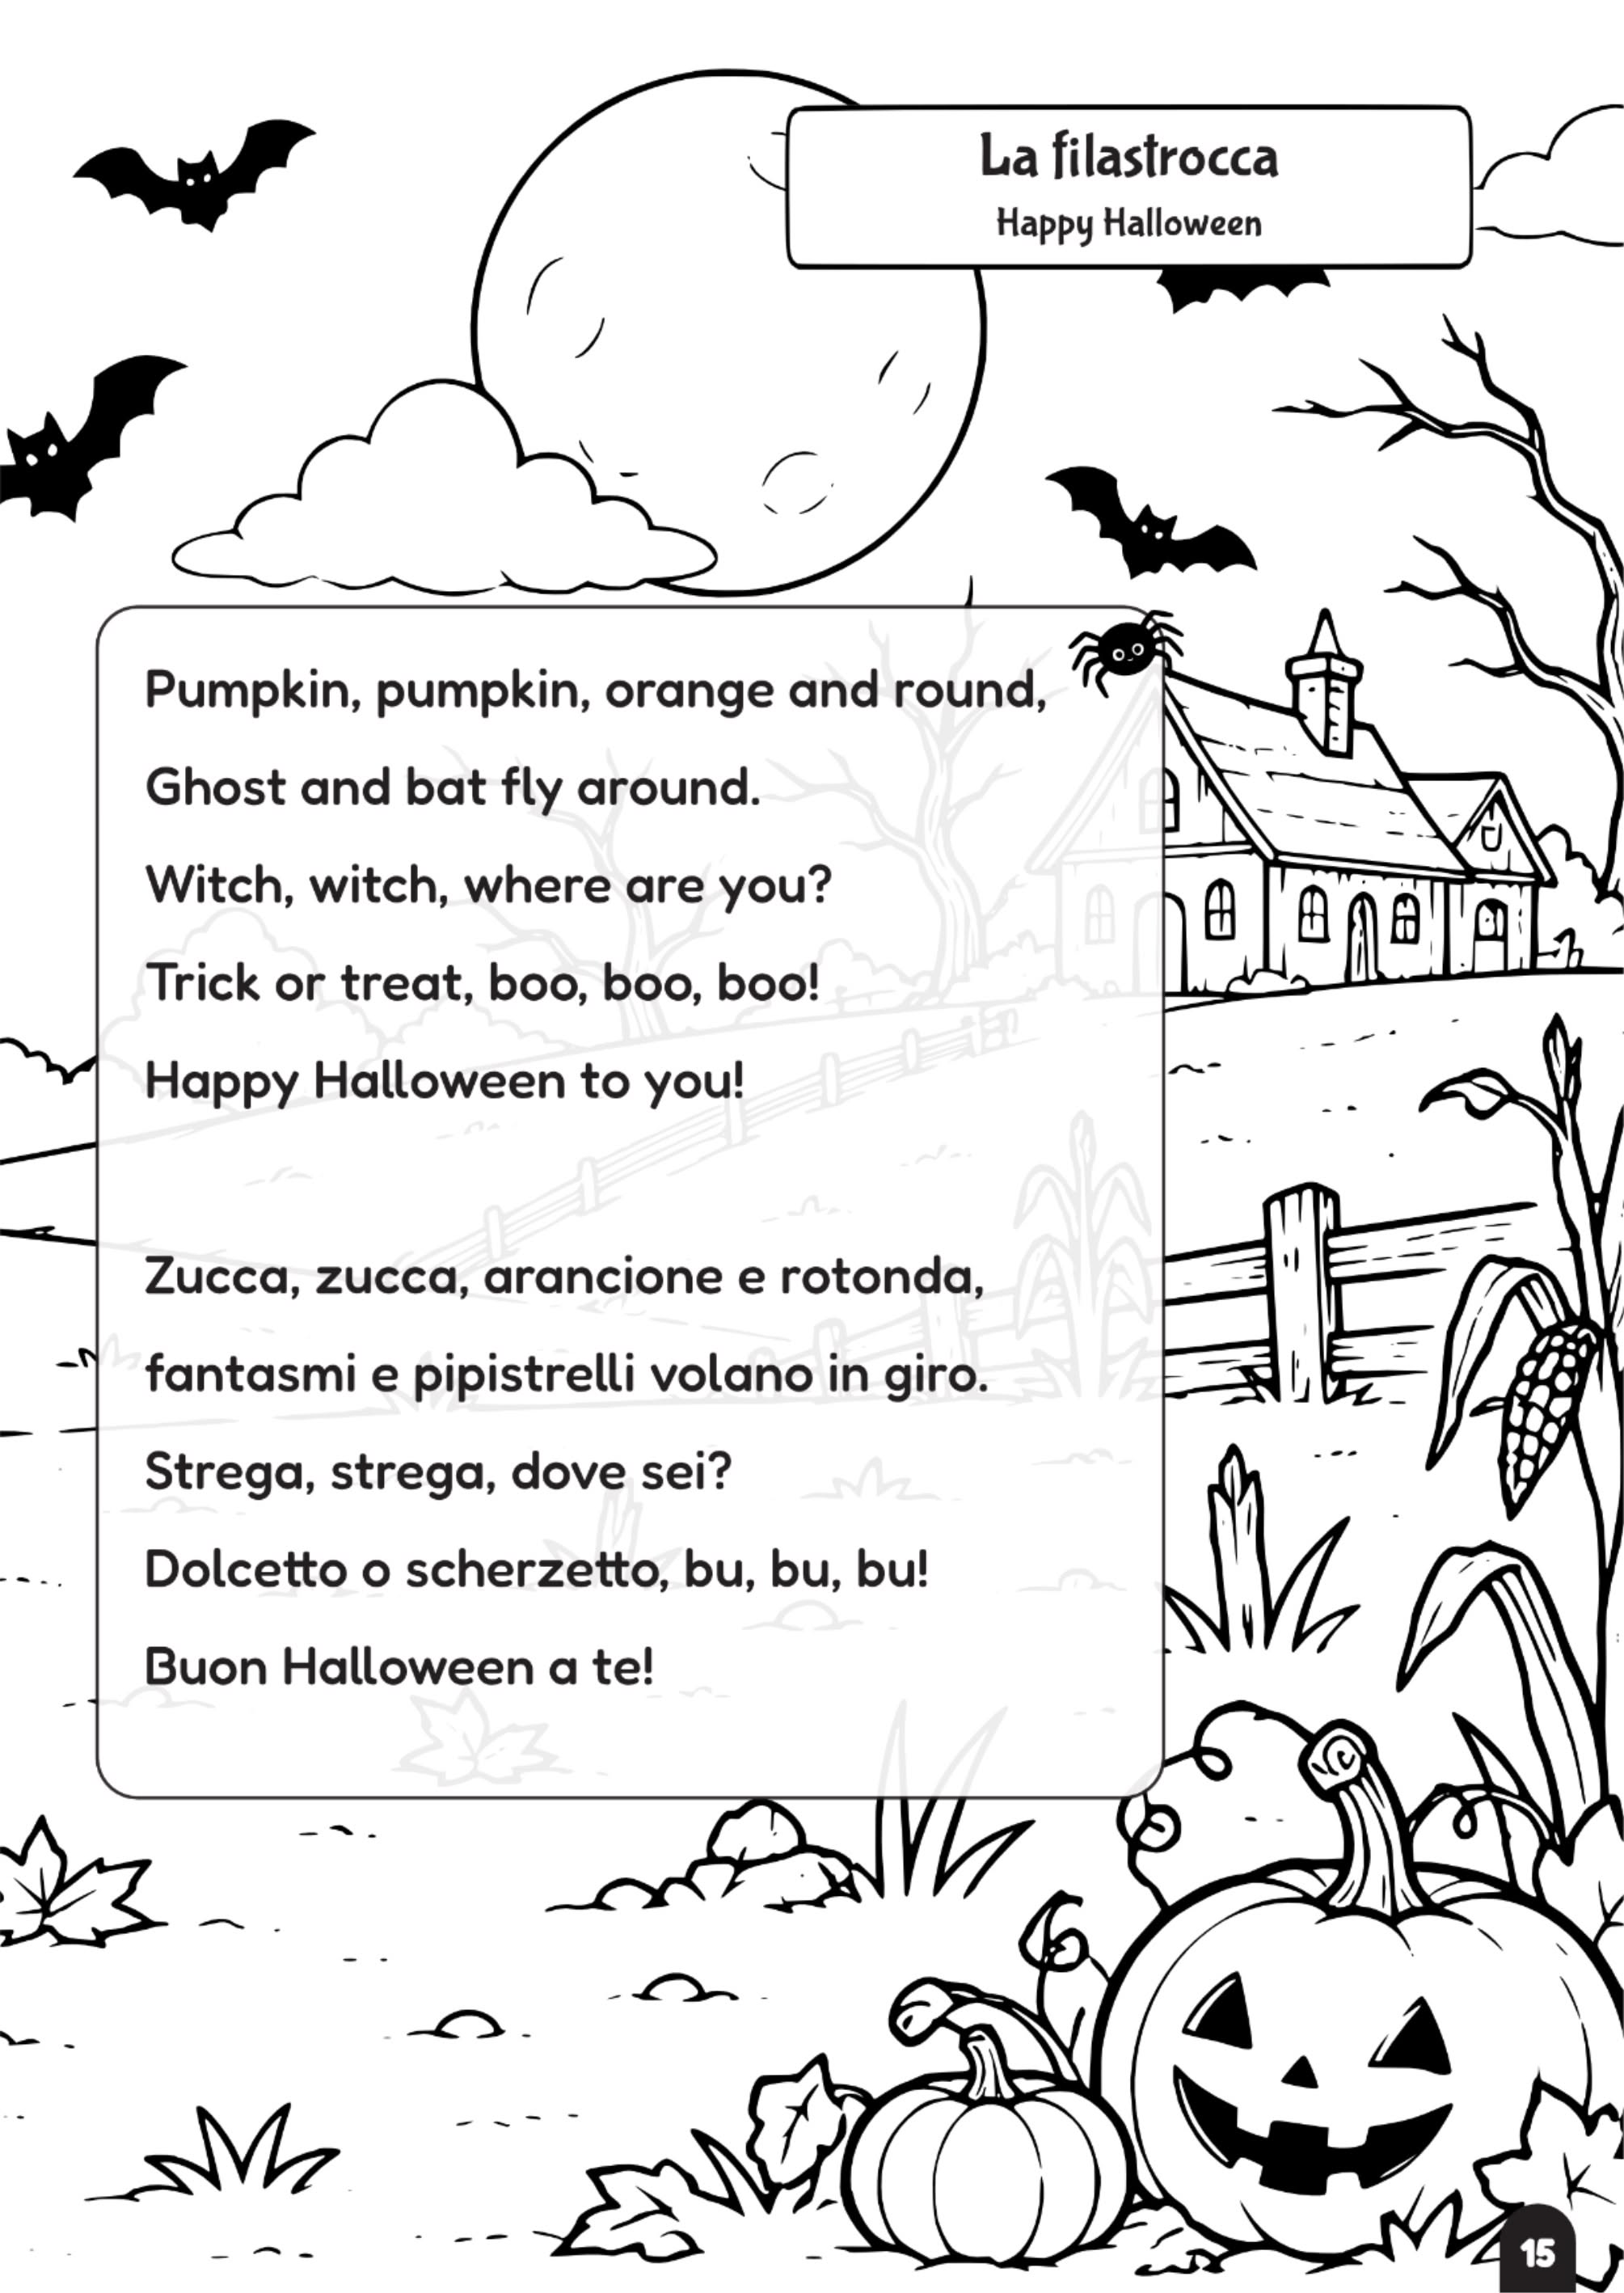 La filastrocca
Happy Halloween
Pumpkin, pumpkin, orange and round,
Ghost and bat fly around.
Witch, witch, where are you?
Trick or treat, boo, boo, boo!
Happy Halloween to you!
Zucca, zucca, arancione e rotonda,
fantasmi e pipistrelli volano in giro.
Strega, strega, dove sei?
Dolcetto o scherzetto, bu, bu, bu!
Buon Halloween a te!
15